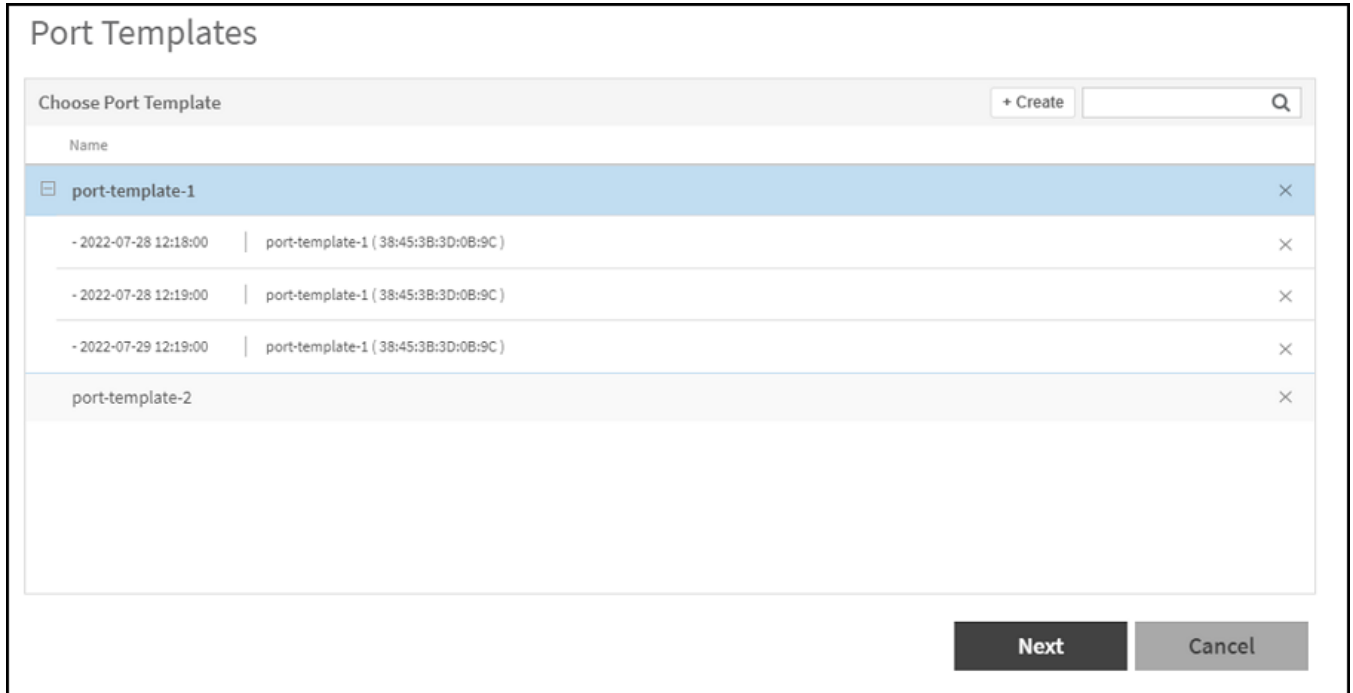 Port Templates
Choose Port Template + Create
Name
port-template-1
- 2022-07-28 12:18:00 port-template-1 ( 38:45:3B:3D:0B:9C )
- 2022-07-28 12:19:00 port-template-1 ( 38:45:3B:3D:0B:9C )
- 2022-07-29 12:19:00 port-template-1 ( 38:45:3B:3D:0B:9C )
port-template-2
Next Cancel